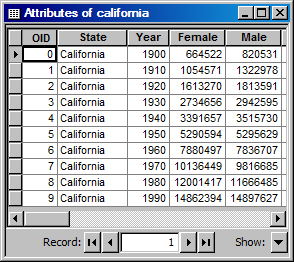 Attributes of california
OID State Year Female Male
0 California 1900 664522 820531
1 California 1910 1054571 1322978
2 California 1920 1613270 1813591
3 California 1930 2734656 2942595
4 California 1940 3391657 3515730
5 California 1950 5290594 5295629
6 California 1960 7880497 7836707
7 California 1970 10136449 9816685
8 California 1980 12001417 11666485
9 California 1990 14862394 14897627
Record: 1 Show: